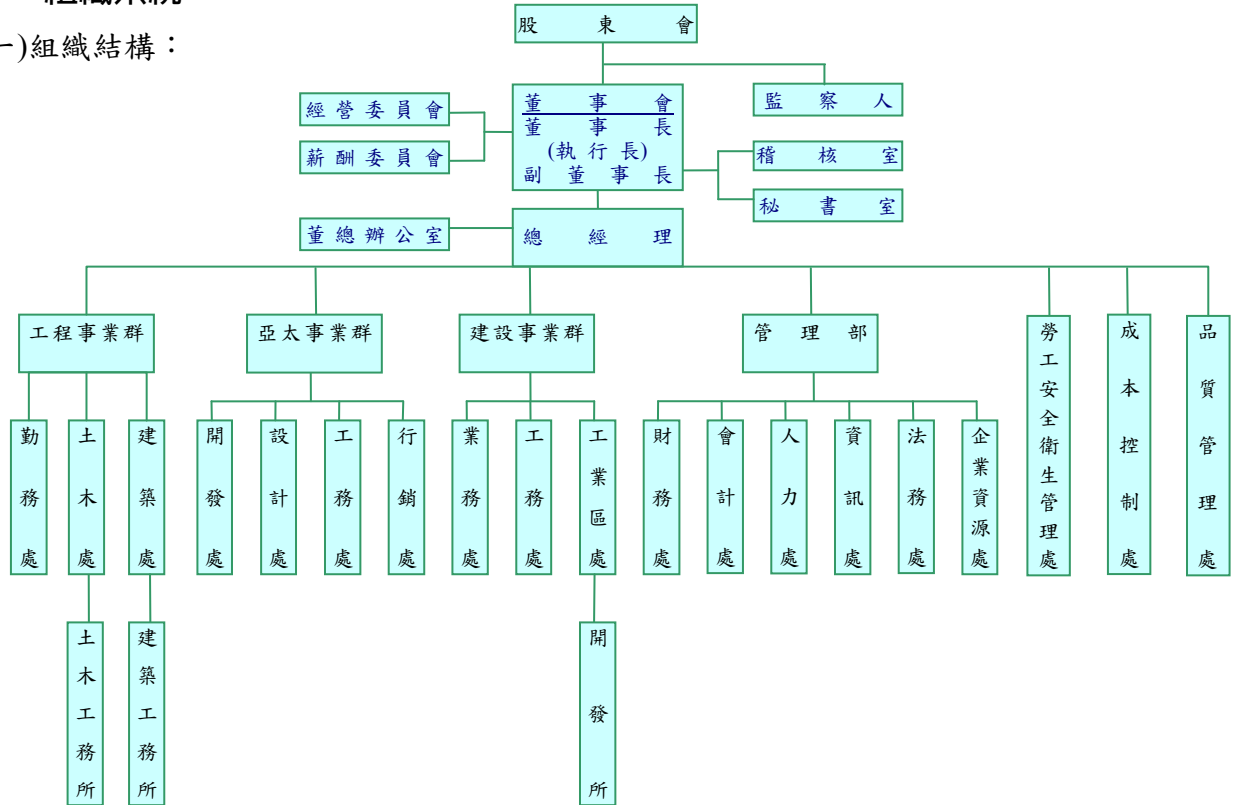 一)組織結構：
股東會
監察人
經營委員會
薪酬委員會
董事會
董事長
(執行長)
副董事長
稽核室
秘書室
董總辦公室
總經理
工程事業群
亞太事業群
建設事業群
管理部
勞工安全衛生管理處
成本控制處
品質管理處
勤務處
土木處
建築處
開發處
設計處
工務處
行銷處
業務處
工務處
工業區處
財務處
會計處
人力處
資訊處
法務處
企業資源處
土木工務所
建築工務所
開發所